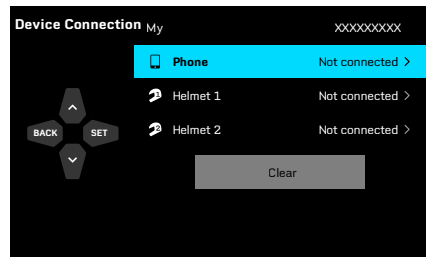 Device Connection My XXXXXXXXX
Phone Not connected >
Helmet 1 Not connected >
BACK SET
Helmet 2 Not connected >
Clear